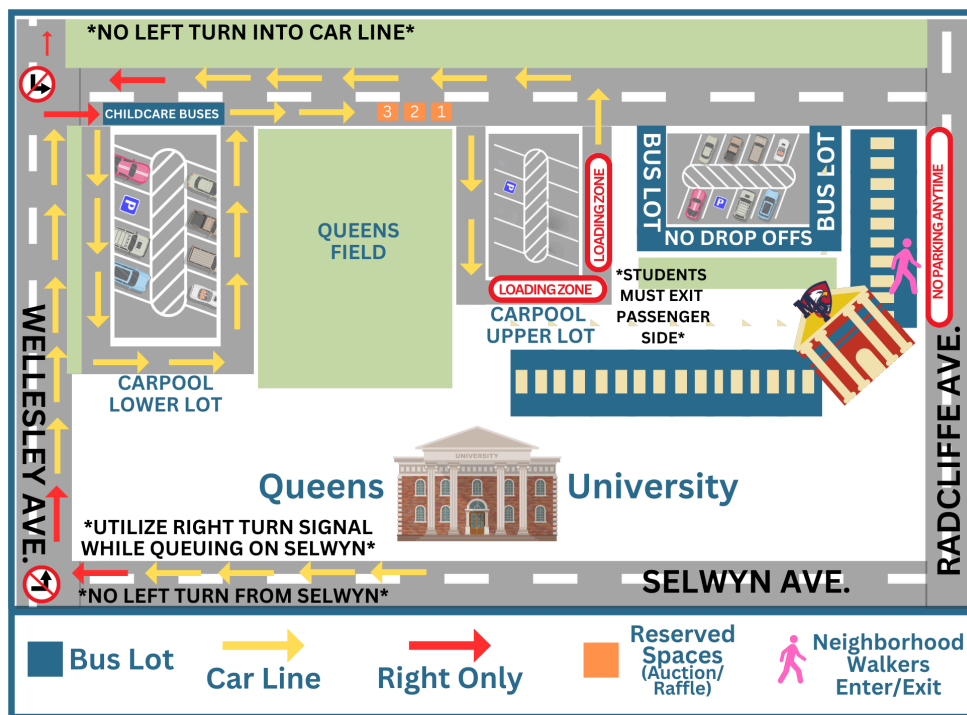 *NO LEFT TURN INTO CAR LINE*
CHILDCARE BUSES
3 2 1
P
QUEENS
FIELD
P
LOADING ZONE
LOADING ZONE
BUS LOT
BUS LOT
P
NO DROP OFFS
NO PARKING ANYTIME
*STUDENTS
MUST EXIT
PASSENGER
SIDE*
CARPOOL
UPPER LOT
CARPOOL
LOWER LOT
WELLESLEY AVE.
RADCLIFFE AVE.
UNIVERSITY
Queens University
*UTILIZE RIGHT TURN SIGNAL
WHILE QUEUING ON SELWYN*
*NO LEFT TURN FROM SELWYN*
SELWYN AVE.
Bus Lot
Car Line
Right Only
Reserved
Spaces
(Auction/
Raffle)
Neighborhood
Walkers
Enter/Exit